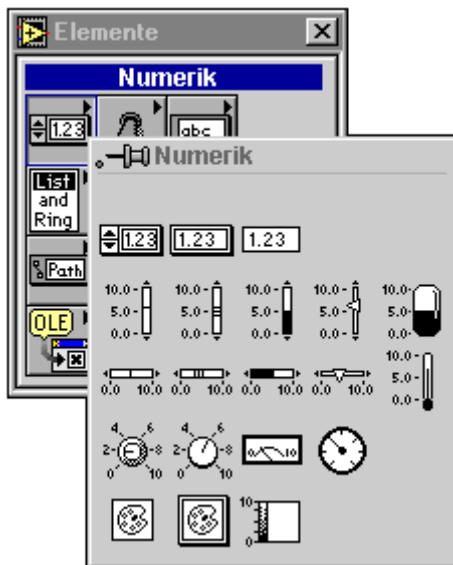 Elemente
Numerik
1.23 abc
Numerik
List
and
Ring
1.23 1.23 1.23
Path
10.0 10.0 10.0 10.0
5.0 5.0 5.0 5.0
0.0 0.0 0.0 0.0
OLE
10.0
5.0
0.0
0.0 10.0 0.0 10.0 0.0 10.0 0.0 10.0
4 6 4 6
2 8 2 8 0 10
0 10 0 10
10
0